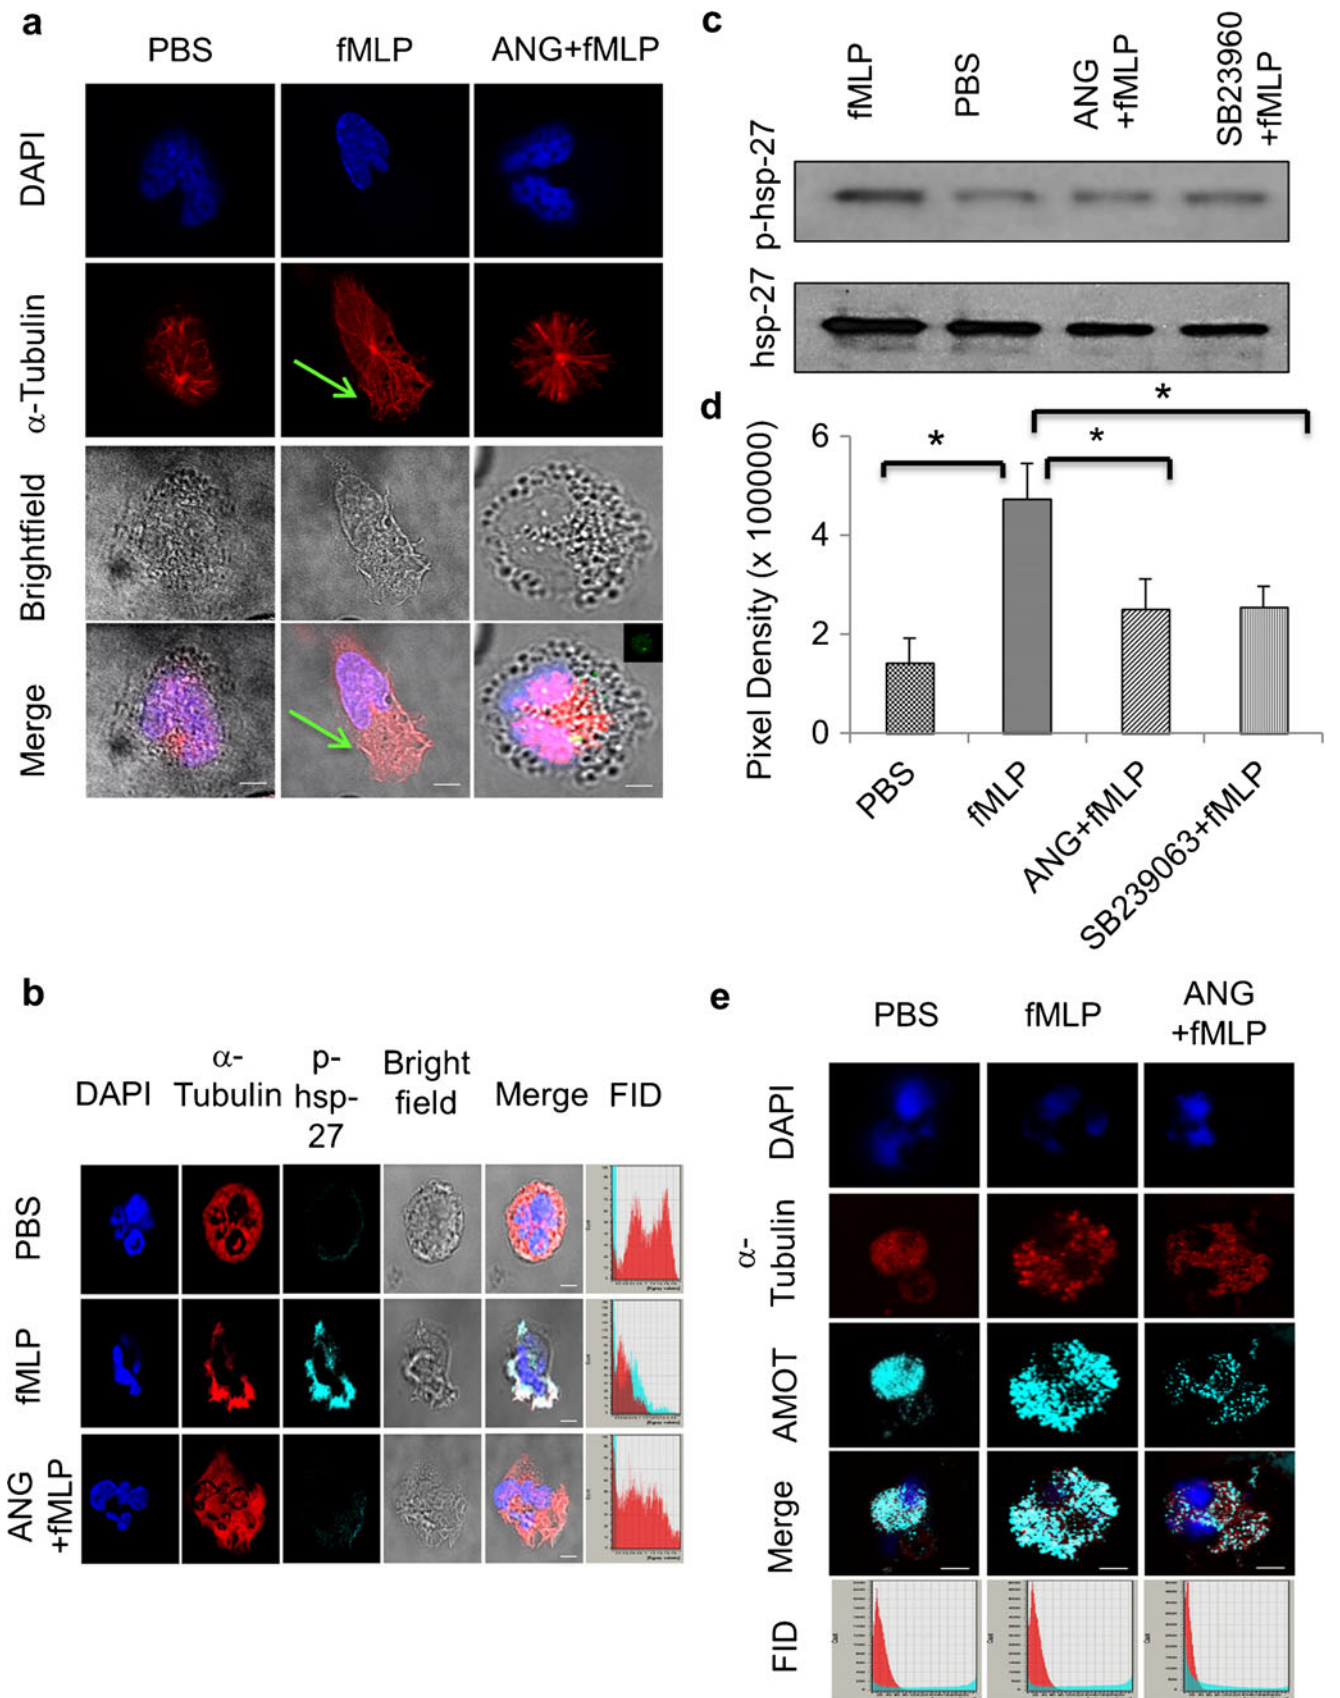 a
PBS
fMLP
ANG+fMLP
DAPI
α-Tubulin
Brightfield
Merge
b
DAPI
α-
Tubulin
p-
hsp-
27
Bright
field
Merge
FID
PBS
fMLP
ANG
+fMLP
c
fMLP
PBS
ANG
+fMLP
SB23960
+fMLP
p-hsp-27
hsp-27
d
*
*
*
Pixel Density (x 100000)
6
4
2
0
PBS
fMLP
ANG+fMLP
SB239063+fMLP
e
PBS
fMLP
ANG
+fMLP
DAPI
α-
Tubulin
AMOT
Merge
FID